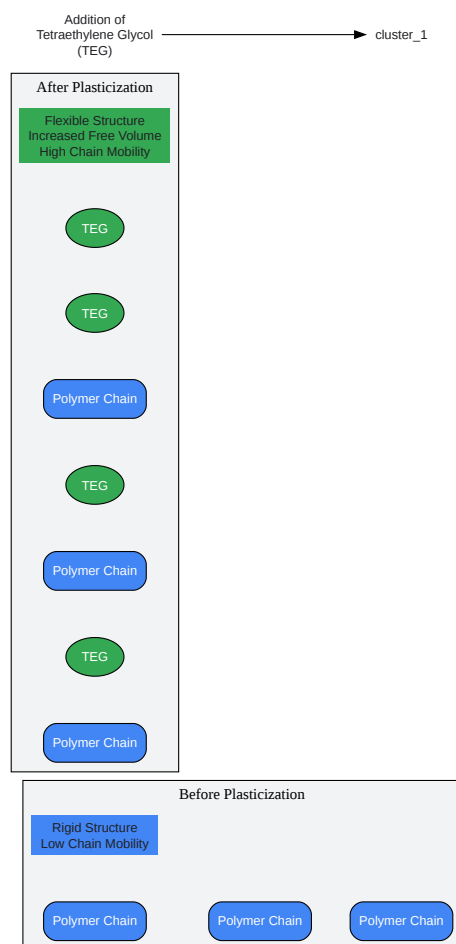 Addition of
Tetraethylene Glycol
(TEG)
cluster_1
After Plasticization
Flexible Structure
Increased Free Volume
High Chain Mobility
TEG
TEG
Polymer Chain
TEG
Polymer Chain
TEG
Polymer Chain
Before Plasticization
Rigid Structure
Low Chain Mobility
Polymer Chain
Polymer Chain
Polymer Chain